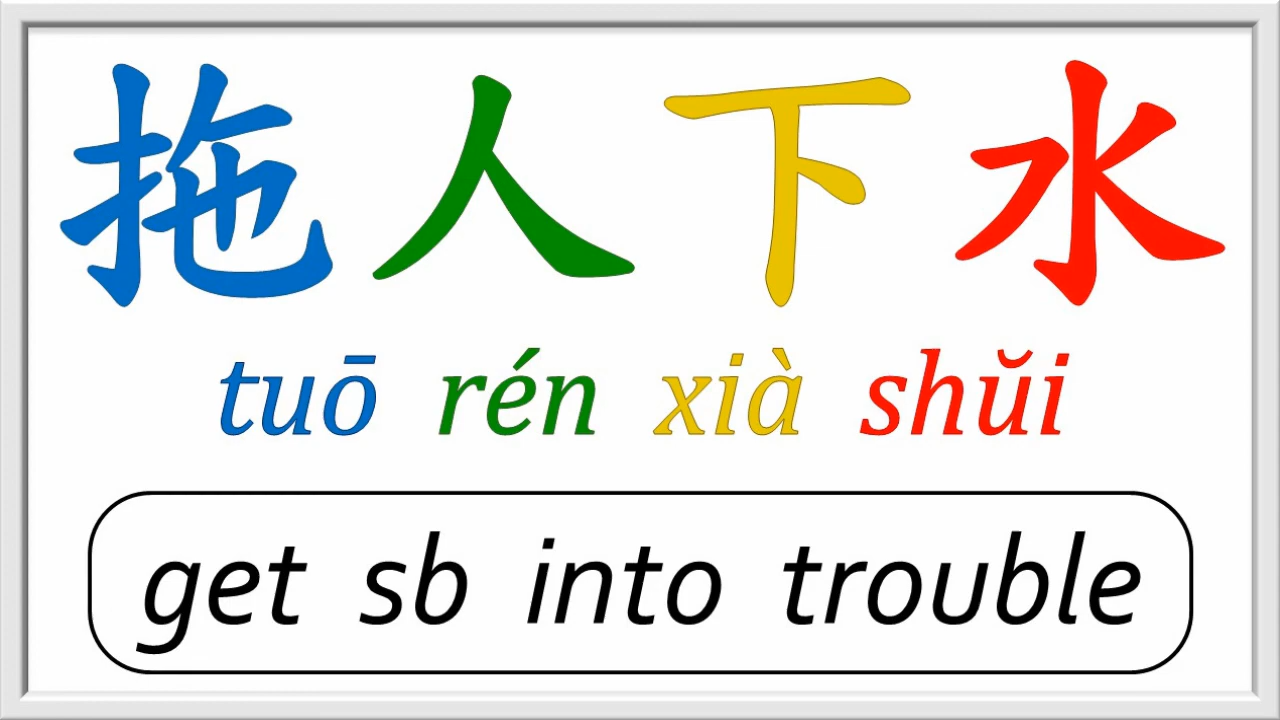 拖人下水
tuō rén xià shŭi
get sb into trouble